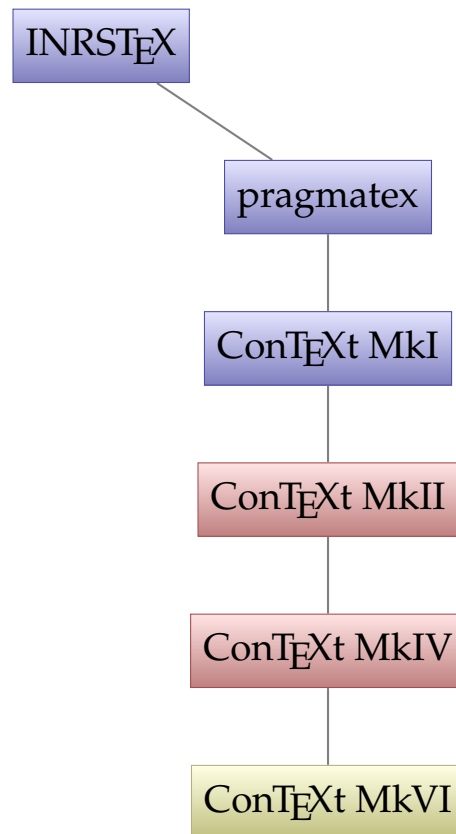 INRSTEX
pragmatex
ConTEXt MkI
ConTEXt MkII
ConTEXt MkIV
ConTEXt MkVI